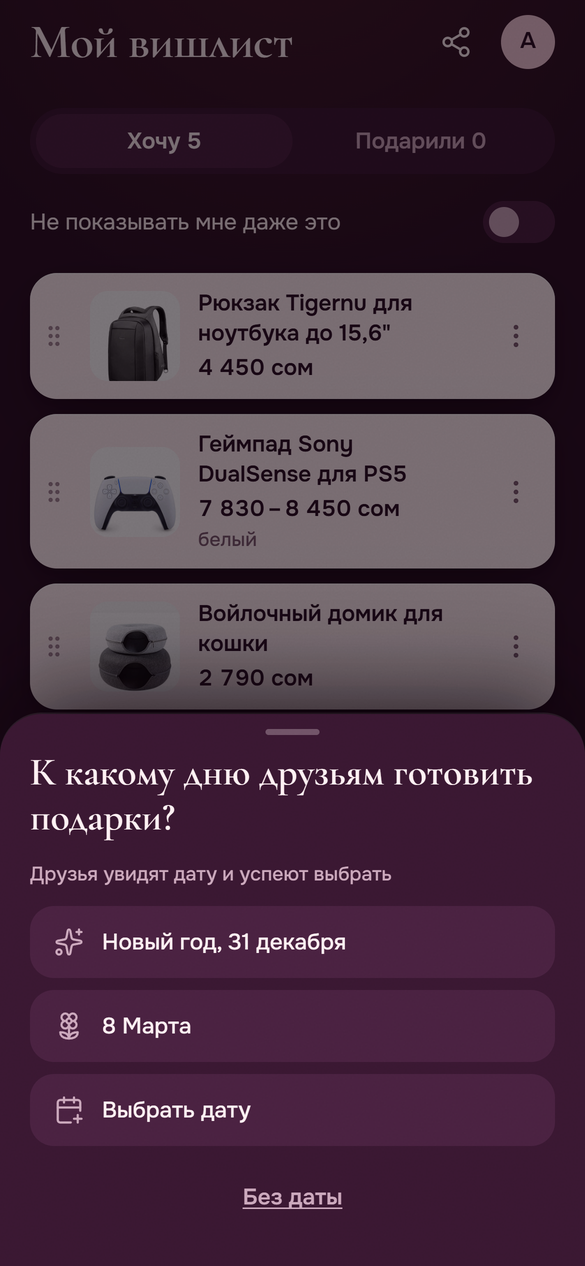 Мой вишлист
A
Хочу 5
Подарили 0
Не показывать мне даже это
Рюкзак Tigernu для
ноутбука до 15,6"
4 450 сом
Геймпад Sony
DualSense для PS5
7 830 – 8 450 сом
белый
Войлочный домик для
кошки
2 790 сом
К какому дню друзьям готовить
подарки?
Друзья увидят дату и успеют выбрать
Новый год, 31 декабря
8 Марта
Выбрать дату
Без даты